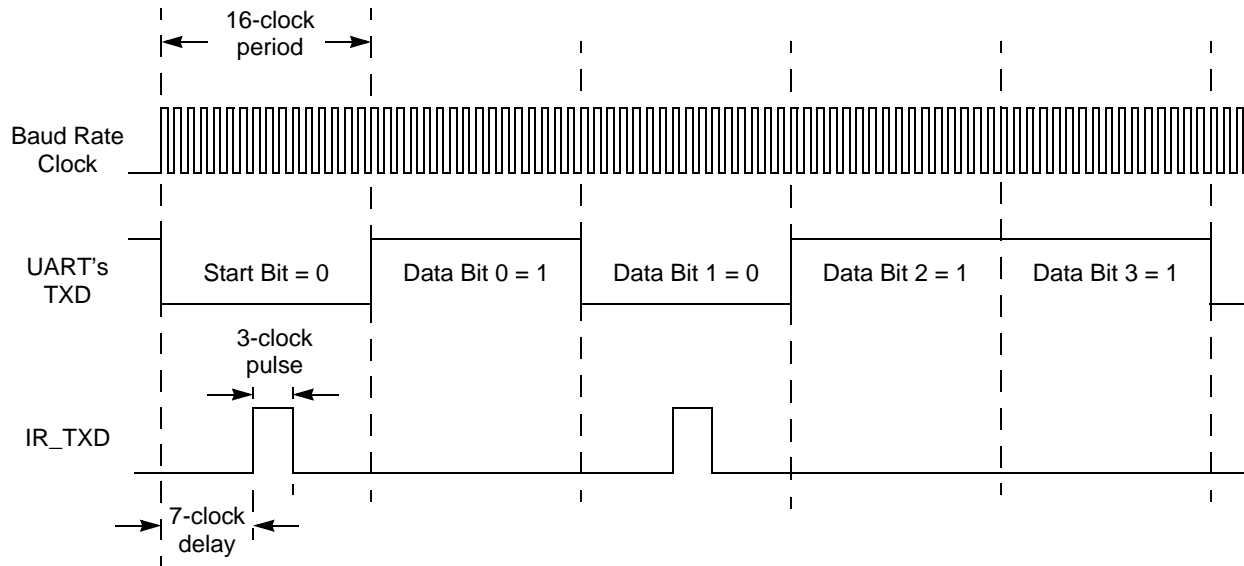 16-clock
period
Baud Rate
Clock
UART's
TXD
Start Bit = 0
Data Bit 0 = 1
Data Bit 1 = 0
Data Bit 2 = 1
Data Bit 3 = 1
3-clock
pulse
IR_TXD
7-clock
delay